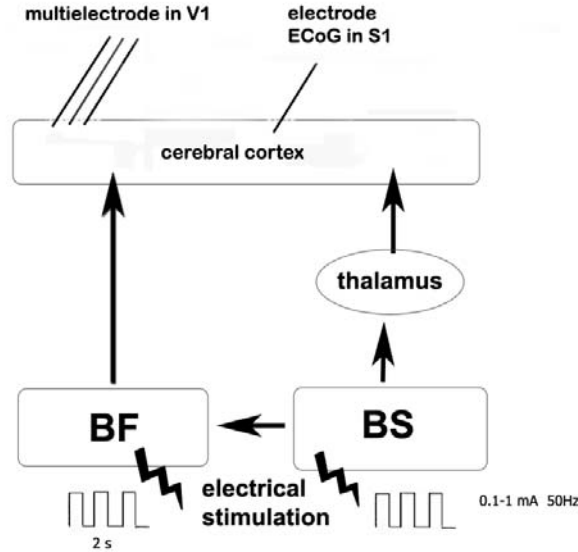 multielectrode in V1
electrode
ECoG in S1
cerebral cortex
thalamus
BF
BS
electrical
stimulation
0.1-1 mA 50Hz
2 s